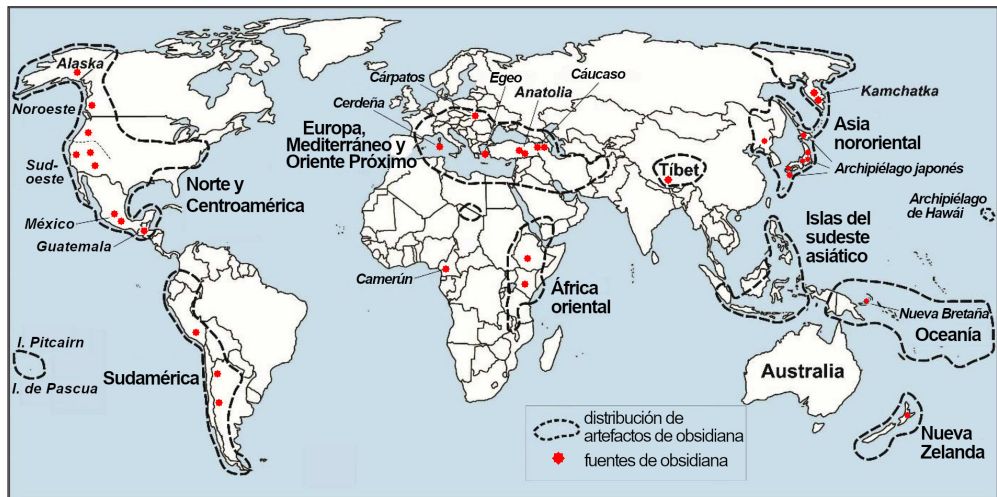 Alaska
Noroeste
Sud-
oeste
México
Guatemala
Norte y
Centroamérica
I. Pitcairn
I. de Pascua
Sudamérica
Cárpatos
Cerdeña
Egeo
Anatolia
Cáucaso
Europa,
Mediterráneo y
Oriente Próximo
Camerún
África
oriental
Tíbet
Kamchatka
Asia
nororiental
Archipiélago japonés
Archipiélago
de Hawái
Islas del
sudeste
asiático
Nueva Bretaña
Oceanía
Australia
Nueva
Zelanda
distribución de
artefactos de obsidiana
fuentes de obsidiana